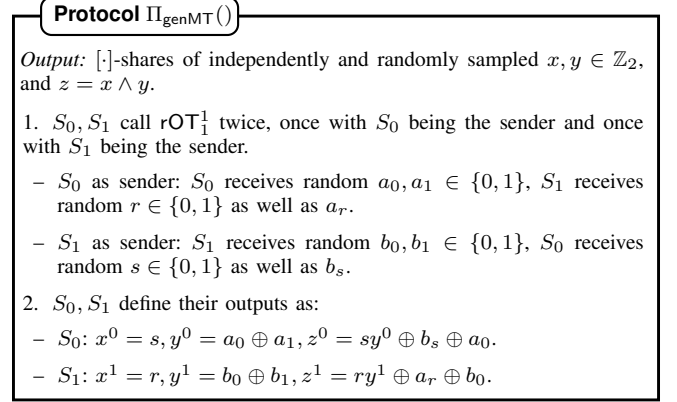 Protocol Π_genMT()
Output: [·]-shares of independently and randomly sampled x, y ∈ ℤ₂,
and z = x ∧ y.
1. S₀, S₁ call rOT¹₁ twice, once with S₀ being the sender and once
with S₁ being the sender.
– S₀ as sender: S₀ receives random a₀, a₁ ∈ {0, 1}, S₁ receives
random r ∈ {0, 1} as well as aᵣ.
– S₁ as sender: S₁ receives random b₀, b₁ ∈ {0, 1}, S₀ receives
random s ∈ {0, 1} as well as bₛ.
2. S₀, S₁ define their outputs as:
– S₀: x⁰ = s, y⁰ = a₀ ⊕ a₁, z⁰ = sy⁰ ⊕ bₛ ⊕ a₀.
– S₁: x¹ = r, y¹ = b₀ ⊕ b₁, z¹ = ry¹ ⊕ aᵣ ⊕ b₀.